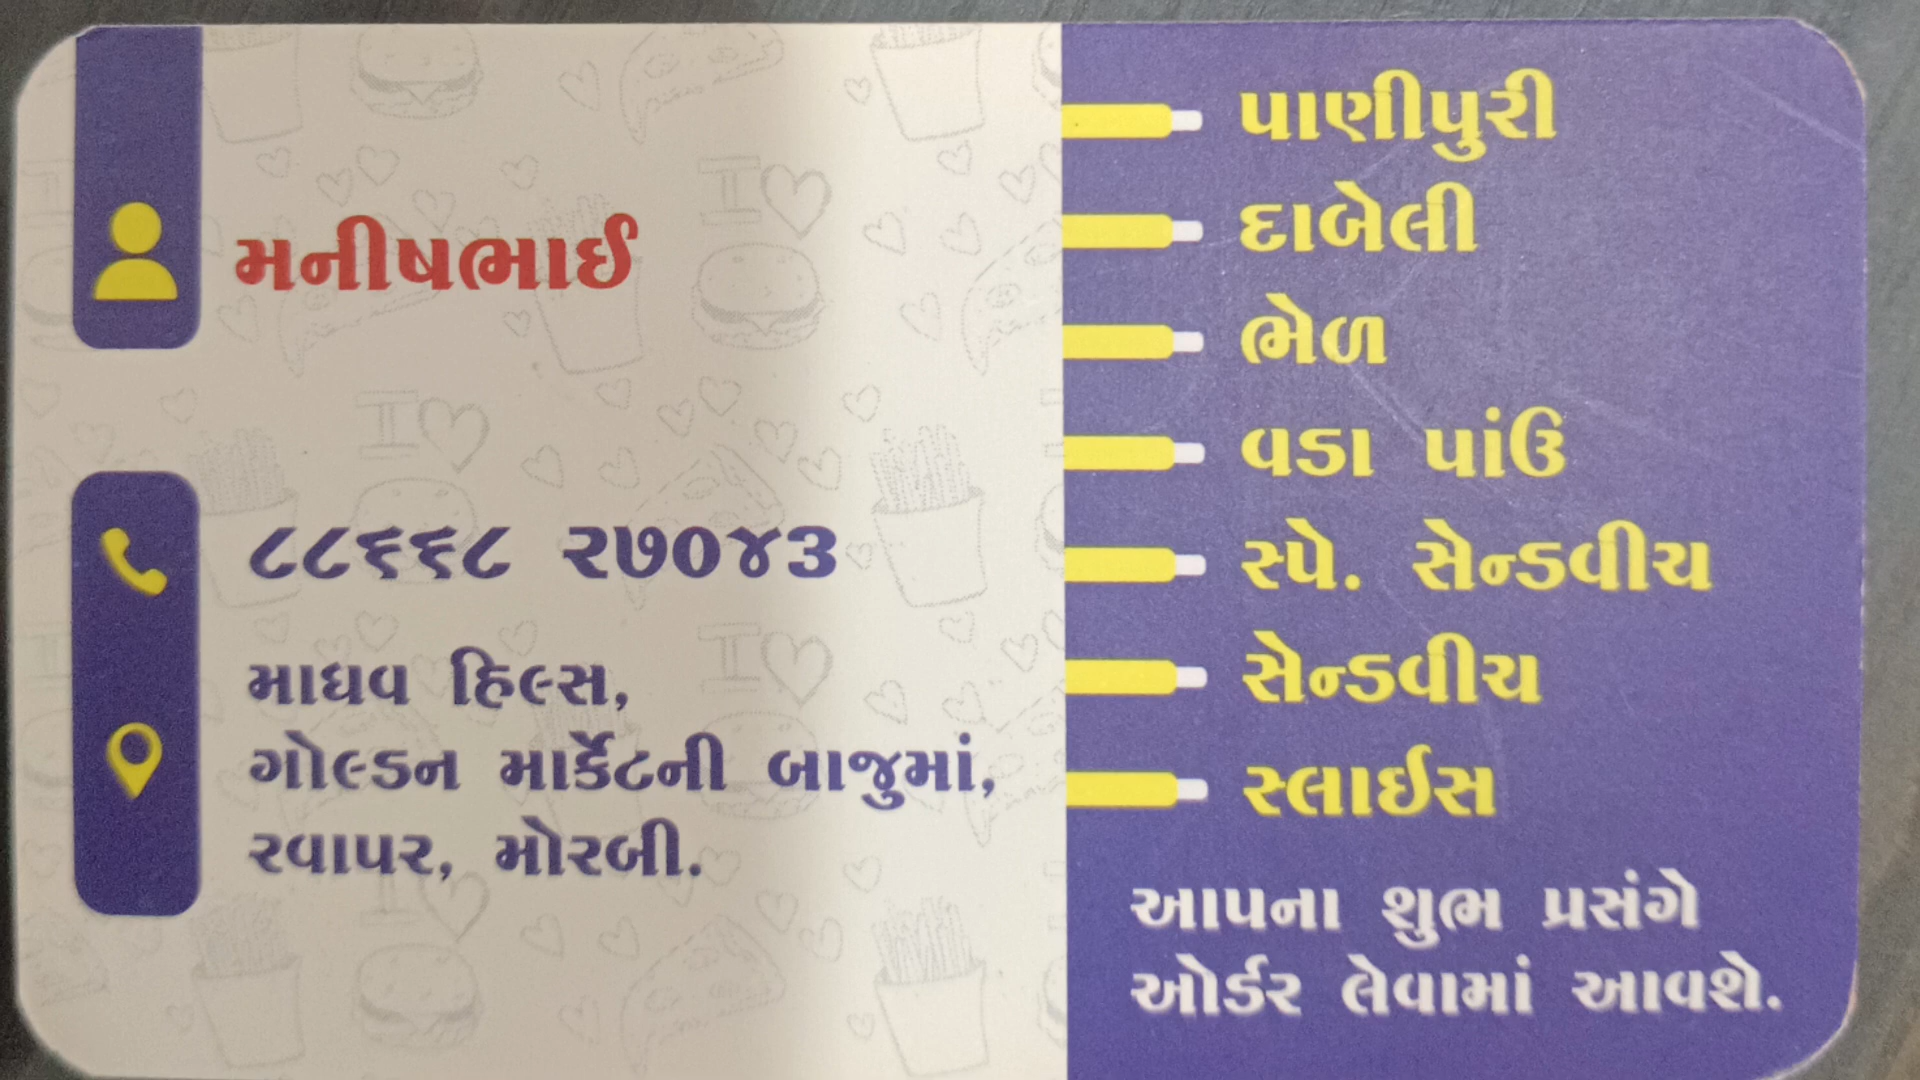 મનીષભાઈ
૮૮૬૬૮ ૨૭૦૪૩
માધવ હિલ્સ,
ગોલ્ડન માર્કેટની બાજુમાં,
રવાપર, મોરબી.
પાણીપુરી
દાબેલી
ભેળ
વડા પાંઉ
સ્પે. સેન્ડવીચ
સેન્ડવીચ
સ્લાઈસ
આપના શુભ પ્રસંગે
ઓર્ડર લેવામાં આવશે.